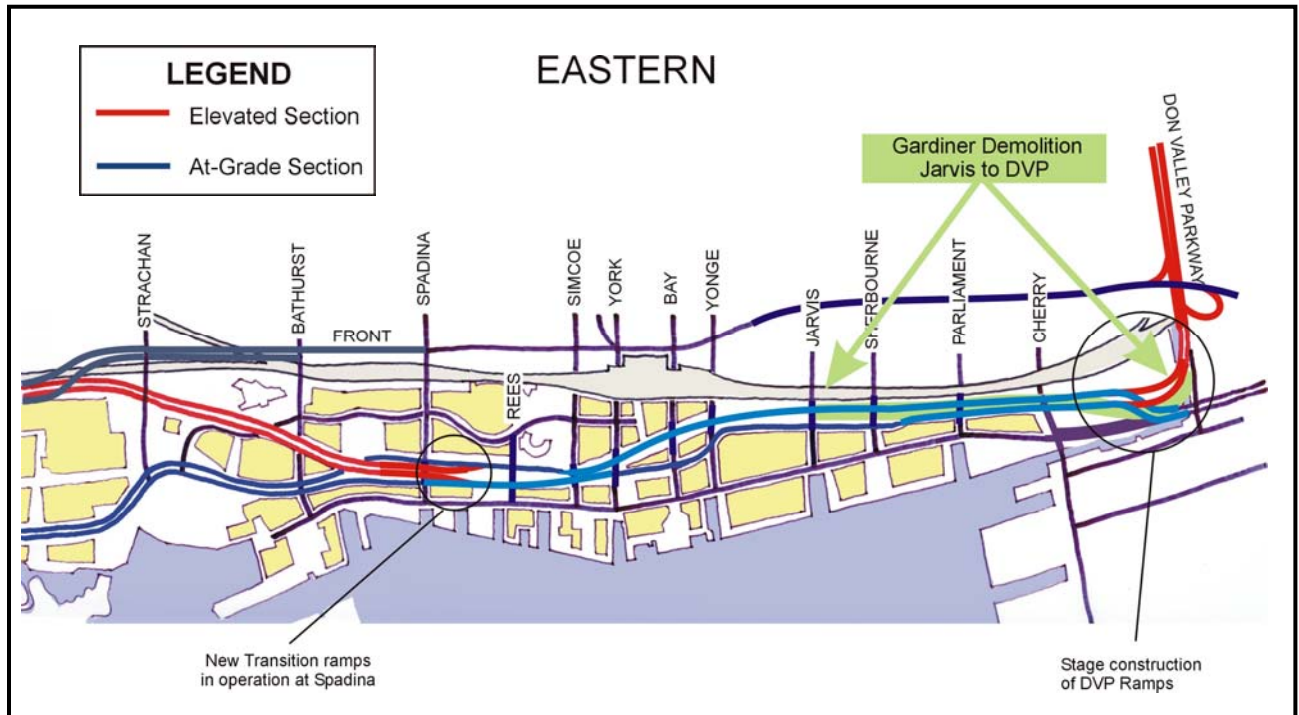 EASTERN
LEGEND
Elevated Section
At-Grade Section
Gardiner Demolition
Jarvis to DVP
DON VALLEY PARKWAY
STRACHAN
BATHURST
SPADINA
SIMCOE
YORK
BAY
YONGE
JARVIS
SHERBOURNE
PARLIAMENT
CHERRY
FRONT
REES
New Transition ramps
in operation at Spadina
Stage construction
of DVP Ramps